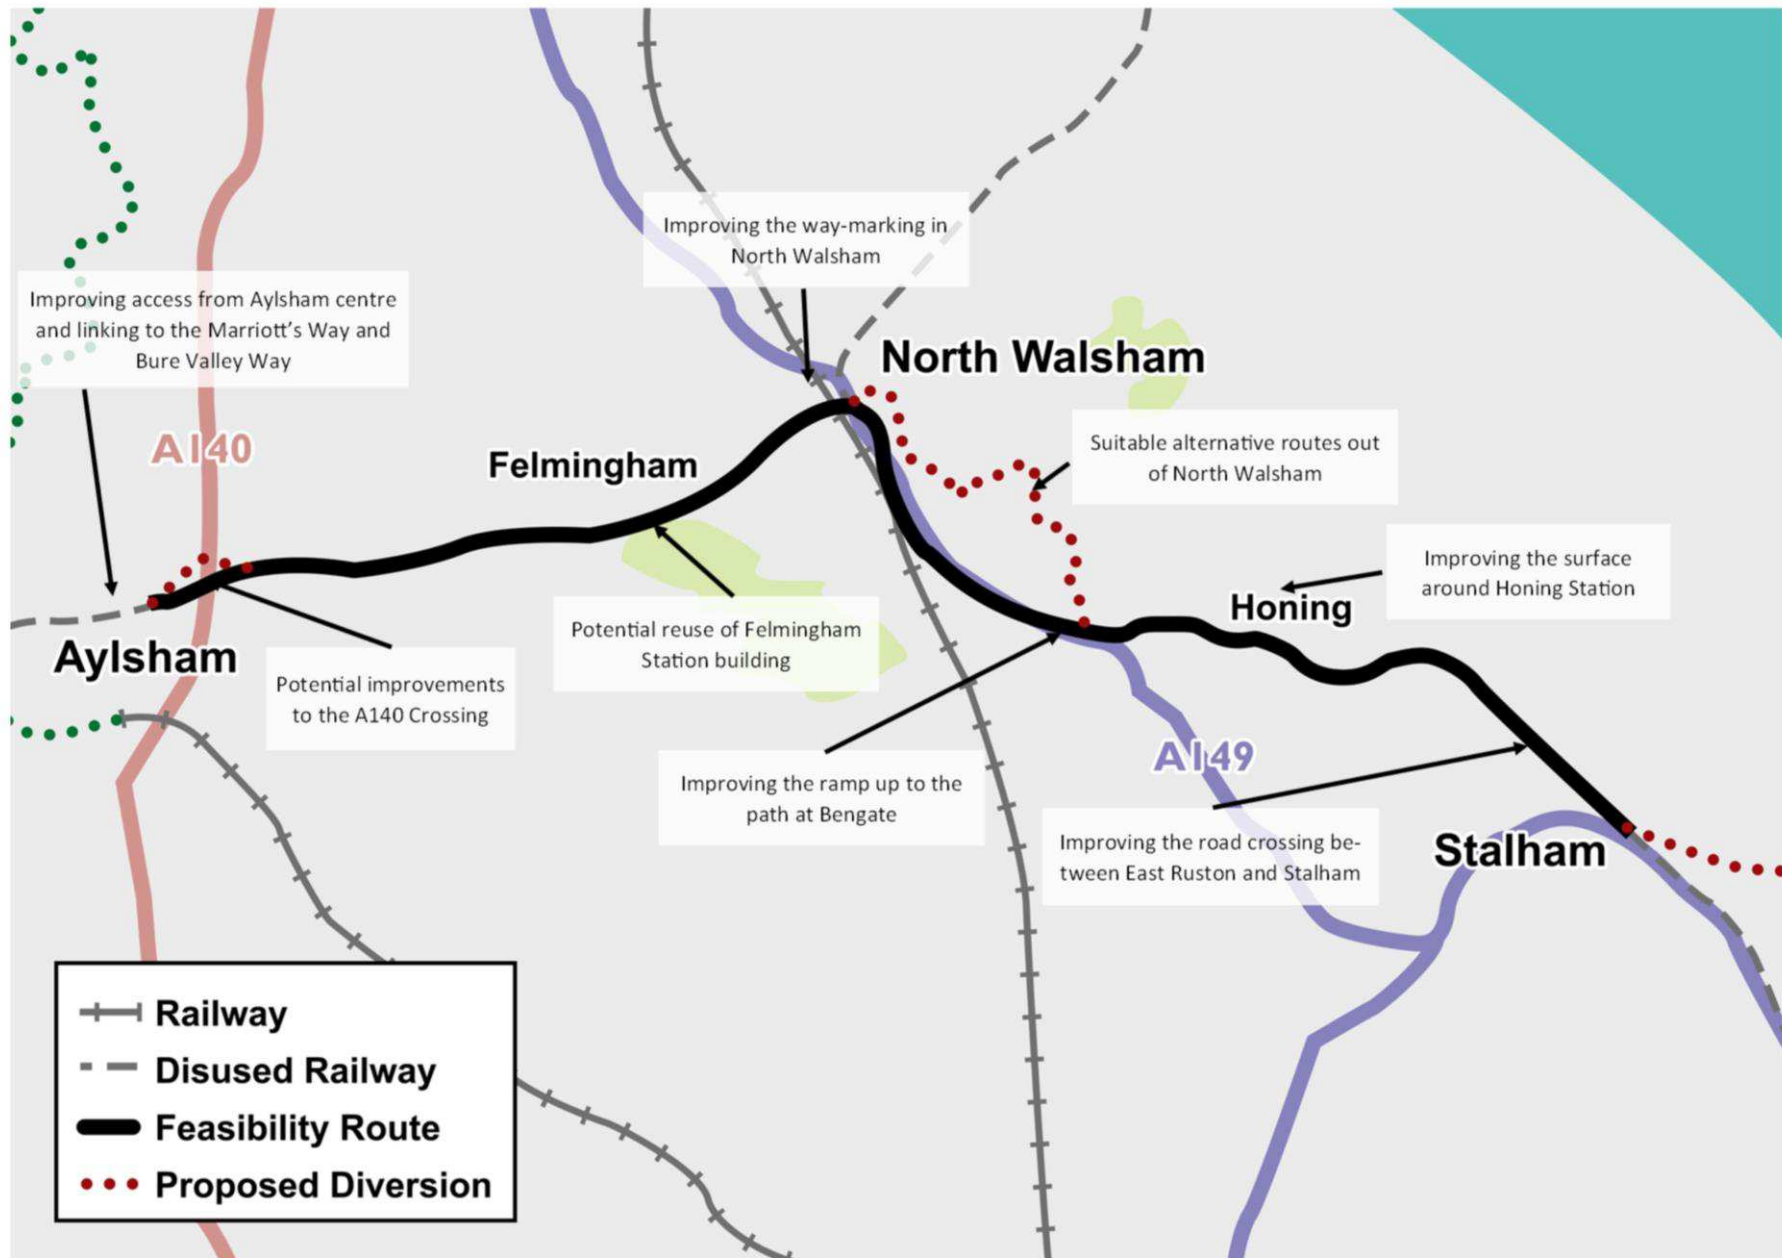 Improving the way-marking in
North Walsham
Improving access from Aylsham centre
and linking to the Marriott's Way and
Bure Valley Way
North Walsham
A140
Felmingham
Suitable alternative routes out
of North Walsham
Improving the surface
around Honing Station
Honing
Aylsham
Potential reuse of Felmingham
Station building
Potential improvements
to the A140 Crossing
A149
Improving the ramp up to the
path at Bengate
Improving the road crossing be-
tween East Ruston and Stalham
Stalham
Railway
Disused Railway
Feasibility Route
Proposed Diversion